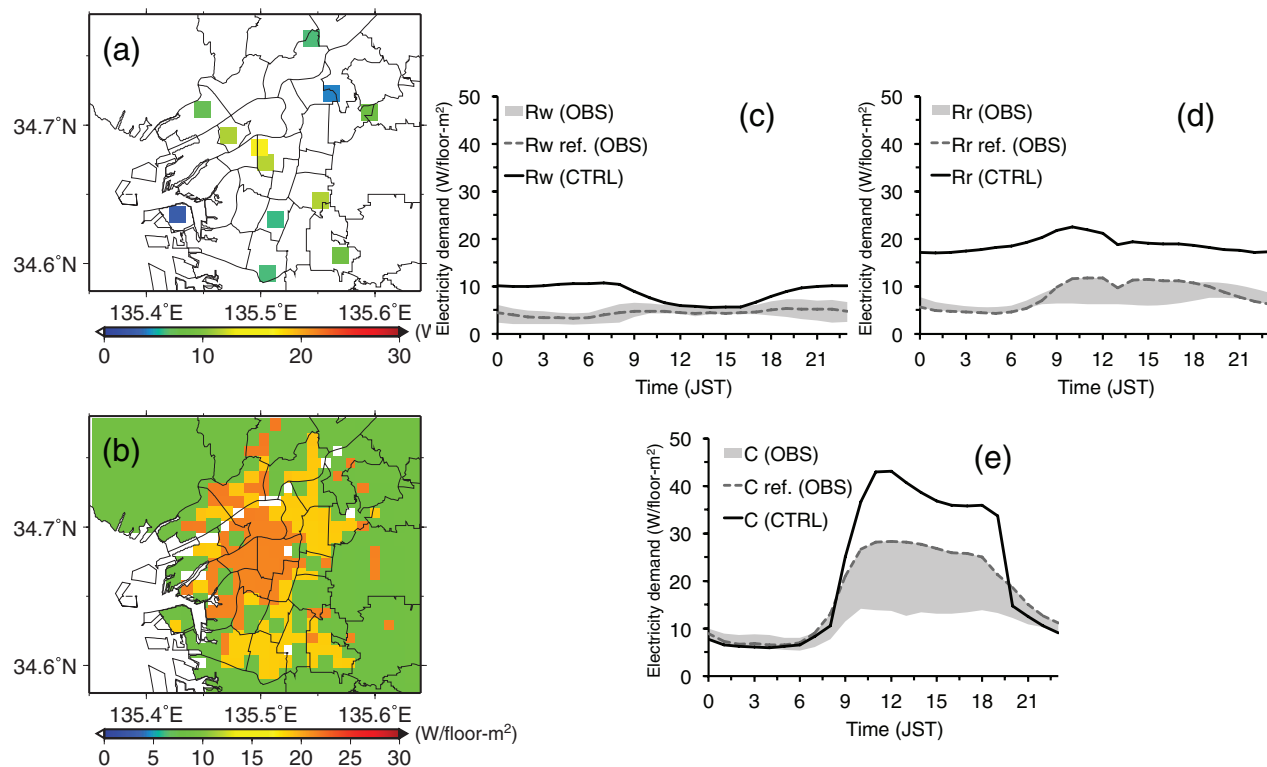 (a)
34.7°N
34.6°N
135.4°E 135.5°E 135.6°E
(W
0 10 20 30
(b)
34.7°N
34.6°N
135.4°E 135.5°E 135.6°E
(W/floor-m²)
0 5 10 15 20 25 30
(c)
Electricity demand (W/floor-m²)
50
40
30
20
10
0
Rw (OBS)
Rw ref. (OBS)
Rw (CTRL)
0 3 6 9 12 15 18 21
Time (JST)
(d)
Electricity demand (W/floor-m²)
50
40
30
20
10
0
Rr (OBS)
Rr ref. (OBS)
Rr (CTRL)
0 3 6 9 12 15 18 21
Time (JST)
(e)
Electricity demand (W/floor-m²)
50
40
30
20
10
0
C (OBS)
C ref. (OBS)
C (CTRL)
0 3 6 9 12 15 18 21
Time (JST)